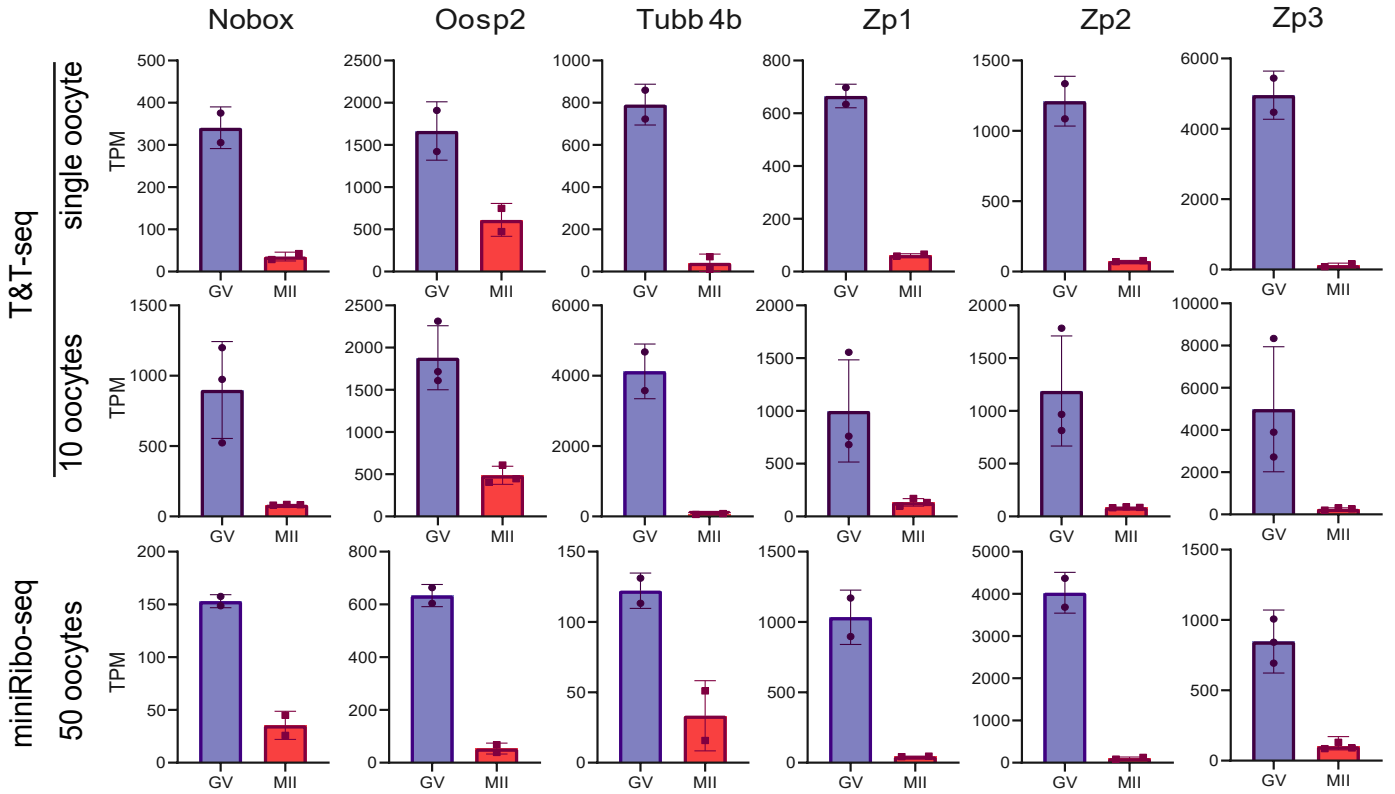 Nobox Oosp2 Tubb 4b Zp1 Zp2 Zp3
T&T-seq
single oocyte
TPM
500 400 300 200 100 0
GV MII
2500 2000 1500 1000 500 0
GV MII
1000 800 600 400 200 0
GV MII
800 600 400 200 0
GV MII
1500 1000 500 0
GV MII
6000 4000 2000 0
GV MII
10 oocytes
TPM
1500 1000 500 0
GV MII
2500 2000 1500 1000 500 0
GV MII
6000 4000 2000 0
GV MII
2000 1500 1000 500 0
GV MII
2000 1500 1000 500 0
GV MII
10000 8000 6000 4000 2000 0
GV MII
miniRibo-seq
50 oocytes
TPM
200 150 100 50 0
GV MII
800 600 400 200 0
GV MII
150 100 50 0
GV MII
1500 1000 500 0
GV MII
5000 4000 3000 2000 1000 0
GV MII
1500 1000 500 0
GV MII